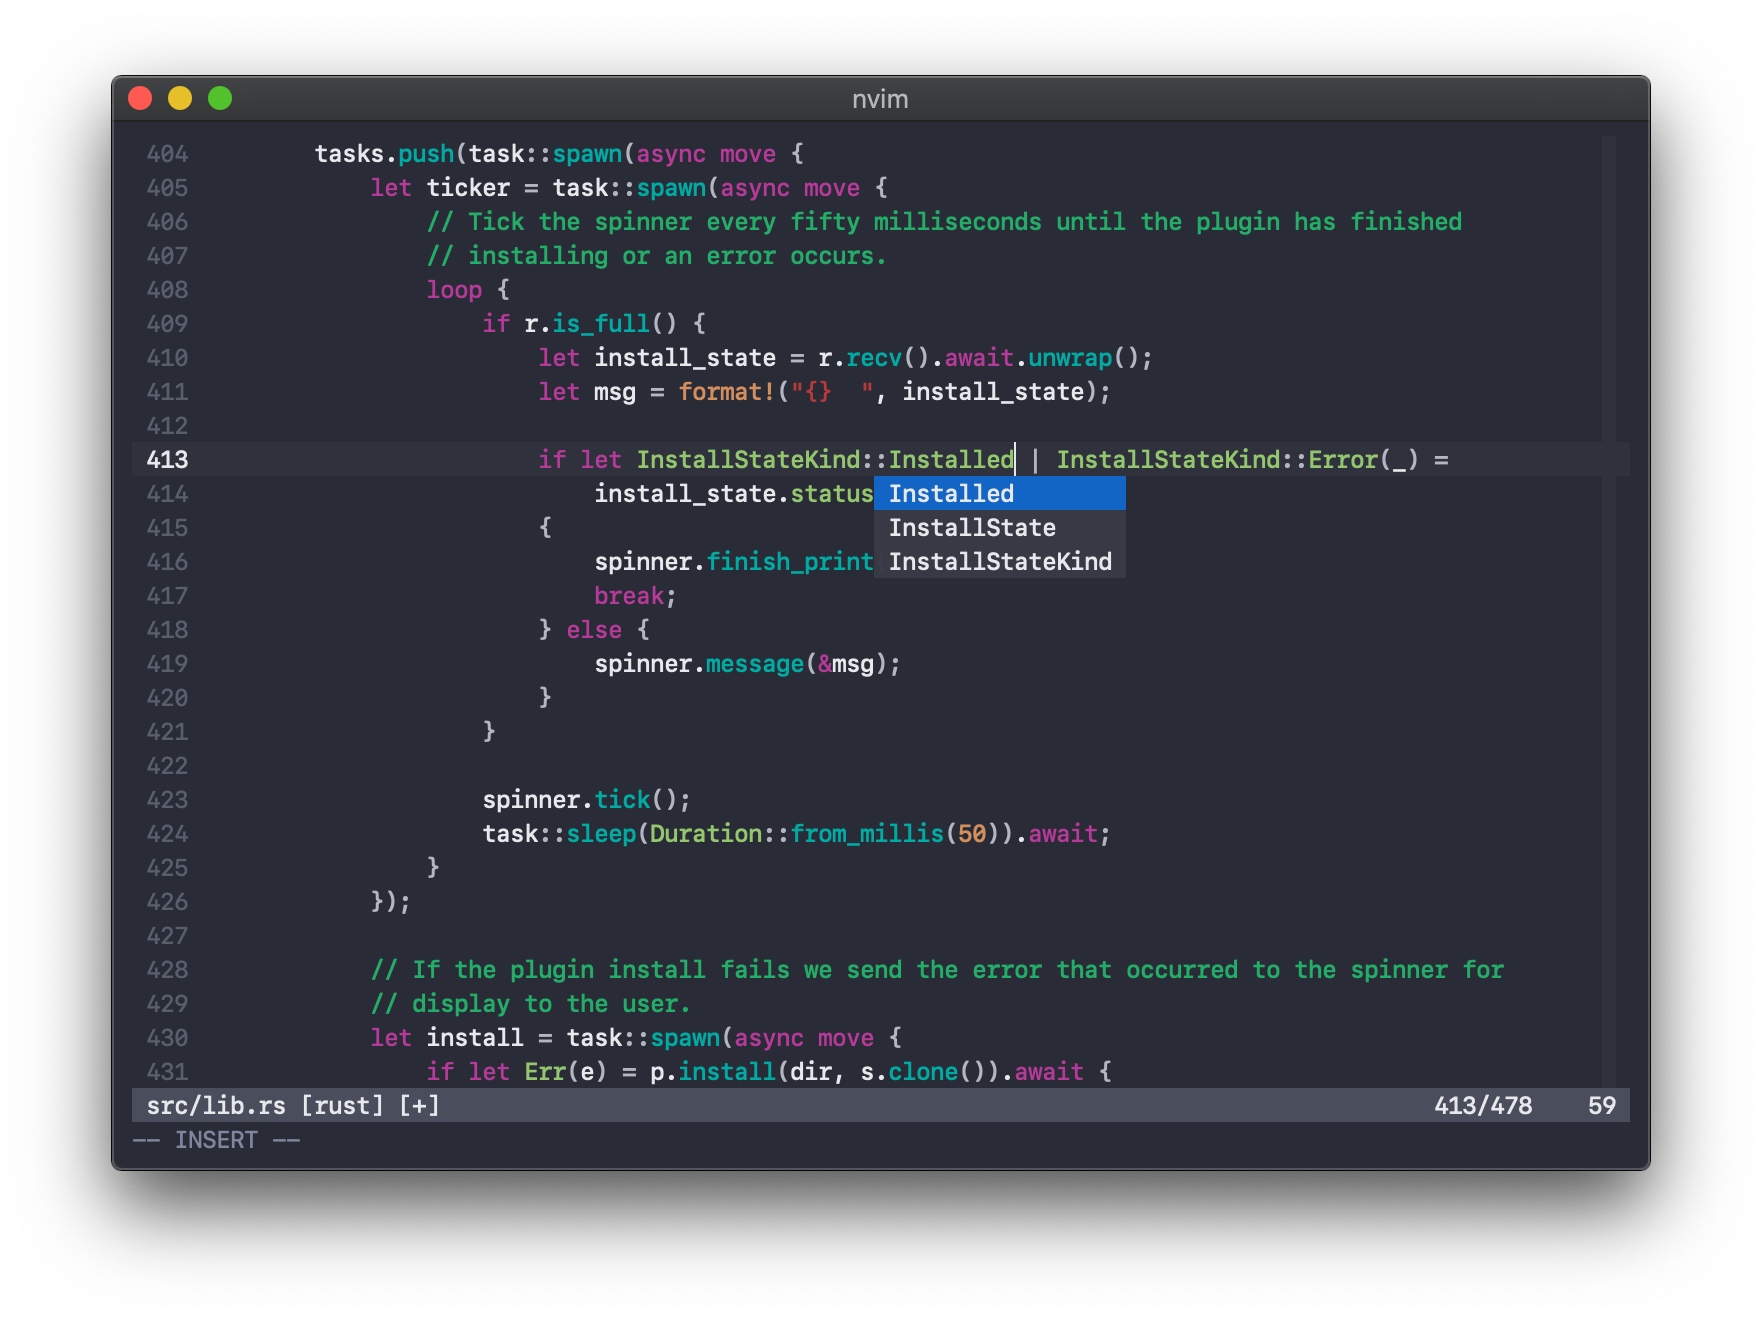 nvim
404         tasks.push(task::spawn(async move {
405             let ticker = task::spawn(async move {
406                 // Tick the spinner every fifty milliseconds until the plugin has finished
407                 // installing or an error occurs.
408                 loop {
409                     if r.is_full() {
410                         let install_state = r.recv().await.unwrap();
411                         let msg = format!("{}  ", install_state);
412
413                         if let InstallStateKind::Installed | InstallStateKind::Error(_) =
414                             install_state.status Installed
415                         { InstallState
416                             spinner.finish_print InstallStateKind
417                             break;
418                         } else {
419                             spinner.message(&msg);
420                         }
421                     }
422
423                     spinner.tick();
424                     task::sleep(Duration::from_millis(50)).await;
425                 }
426             });
427
428             // If the plugin install fails we send the error that occurred to the spinner for
429             // display to the user.
430             let install = task::spawn(async move {
431                 if let Err(e) = p.install(dir, s.clone()).await {
src/lib.rs [rust] [+] 413/478 59
-- INSERT --